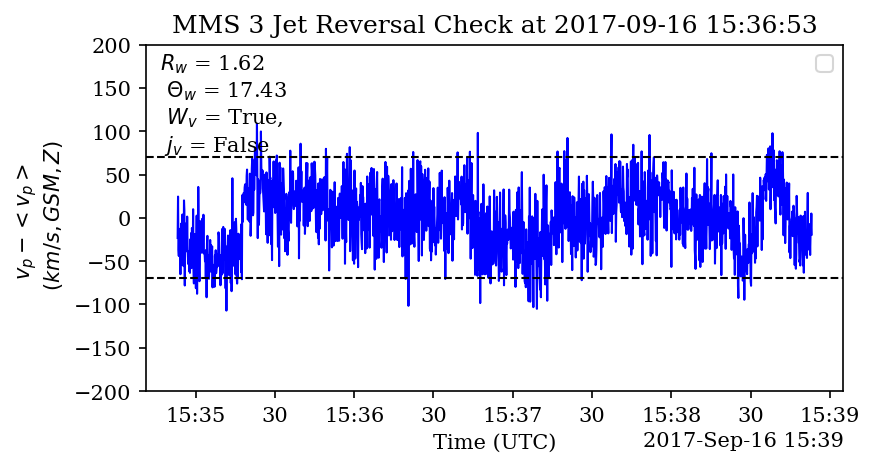 MMS 3 Jet Reversal Check at 2017-09-16 15:36:53
R_w = 1.62
Θ_w = 17.43
W_v = True,
j_v = False
v_p − < v_p >
(km/s, GSM, Z)
200
150
100
50
0
−50
−100
−150
−200
15:35 30 15:36 30 15:37 30 15:38 30 15:39
Time (UTC)
2017-Sep-16 15:39